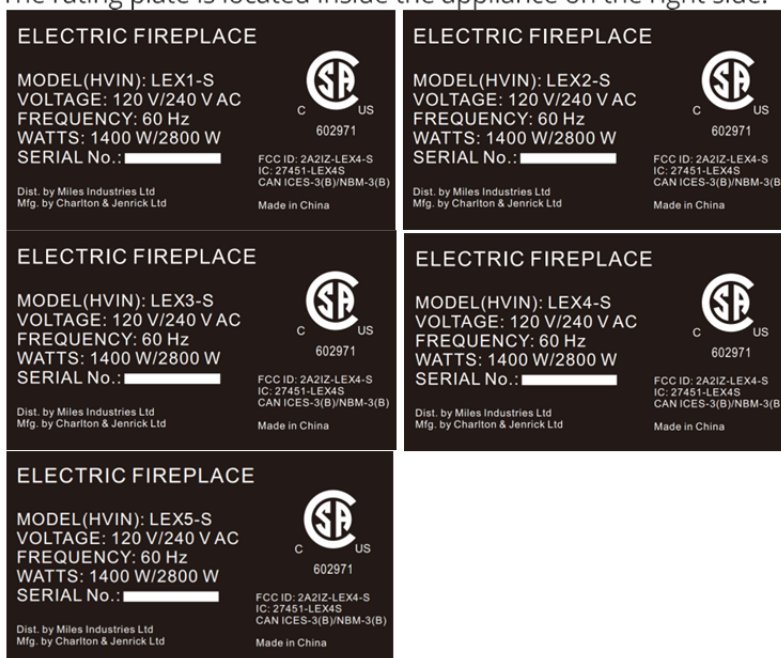 The rating plate is located inside the appliance on the right side.
ELECTRIC FIREPLACE
MODEL(HVIN): LEX1-S
VOLTAGE: 120 V/240 V AC
FREQUENCY: 60 Hz
WATTS: 1400 W/2800 W
SERIAL No.:
Dist. by Miles Industries Ltd
Mfg. by Charlton & Jenrick Ltd
SA
C US
602971
FCC ID: 2A2IZ-LEX4-S
IC: 27451-LEX4S
CAN ICES-3(B)/NBM-3(B)
Made in China
ELECTRIC FIREPLACE
MODEL(HVIN): LEX2-S
VOLTAGE: 120 V/240 V AC
FREQUENCY: 60 Hz
WATTS: 1400 W/2800 W
SERIAL No.:
Dist. by Miles Industries Ltd
Mfg. by Charlton & Jenrick Ltd
SA
C US
602971
FCC ID: 2A2IZ-LEX4-S
IC: 27451-LEX4S
CAN ICES-3(B)/NBM-3(B)
Made in China
ELECTRIC FIREPLACE
MODEL(HVIN): LEX3-S
VOLTAGE: 120 V/240 V AC
FREQUENCY: 60 Hz
WATTS: 1400 W/2800 W
SERIAL No.:
Dist. by Miles Industries Ltd
Mfg. by Charlton & Jenrick Ltd
SA
C US
602971
FCC ID: 2A2IZ-LEX4-S
IC: 27451-LEX4S
CAN ICES-3(B)/NBM-3(B)
Made in China
ELECTRIC FIREPLACE
MODEL(HVIN): LEX4-S
VOLTAGE: 120 V/240 V AC
FREQUENCY: 60 Hz
WATTS: 1400 W/2800 W
SERIAL No.:
Dist. by Miles Industries Ltd
Mfg. by Charlton & Jenrick Ltd
SA
C US
602971
FCC ID: 2A2IZ-LEX4-S
IC: 27451-LEX4S
CAN ICES-3(B)/NBM-3(B)
Made in China
ELECTRIC FIREPLACE
MODEL(HVIN): LEX5-S
VOLTAGE: 120 V/240 V AC
FREQUENCY: 60 Hz
WATTS: 1400 W/2800 W
SERIAL No.:
Dist. by Miles Industries Ltd
Mfg. by Charlton & Jenrick Ltd
SA
C US
602971
FCC ID: 2A2IZ-LEX4-S
IC: 27451-LEX4S
CAN ICES-3(B)/NBM-3(B)
Made in China